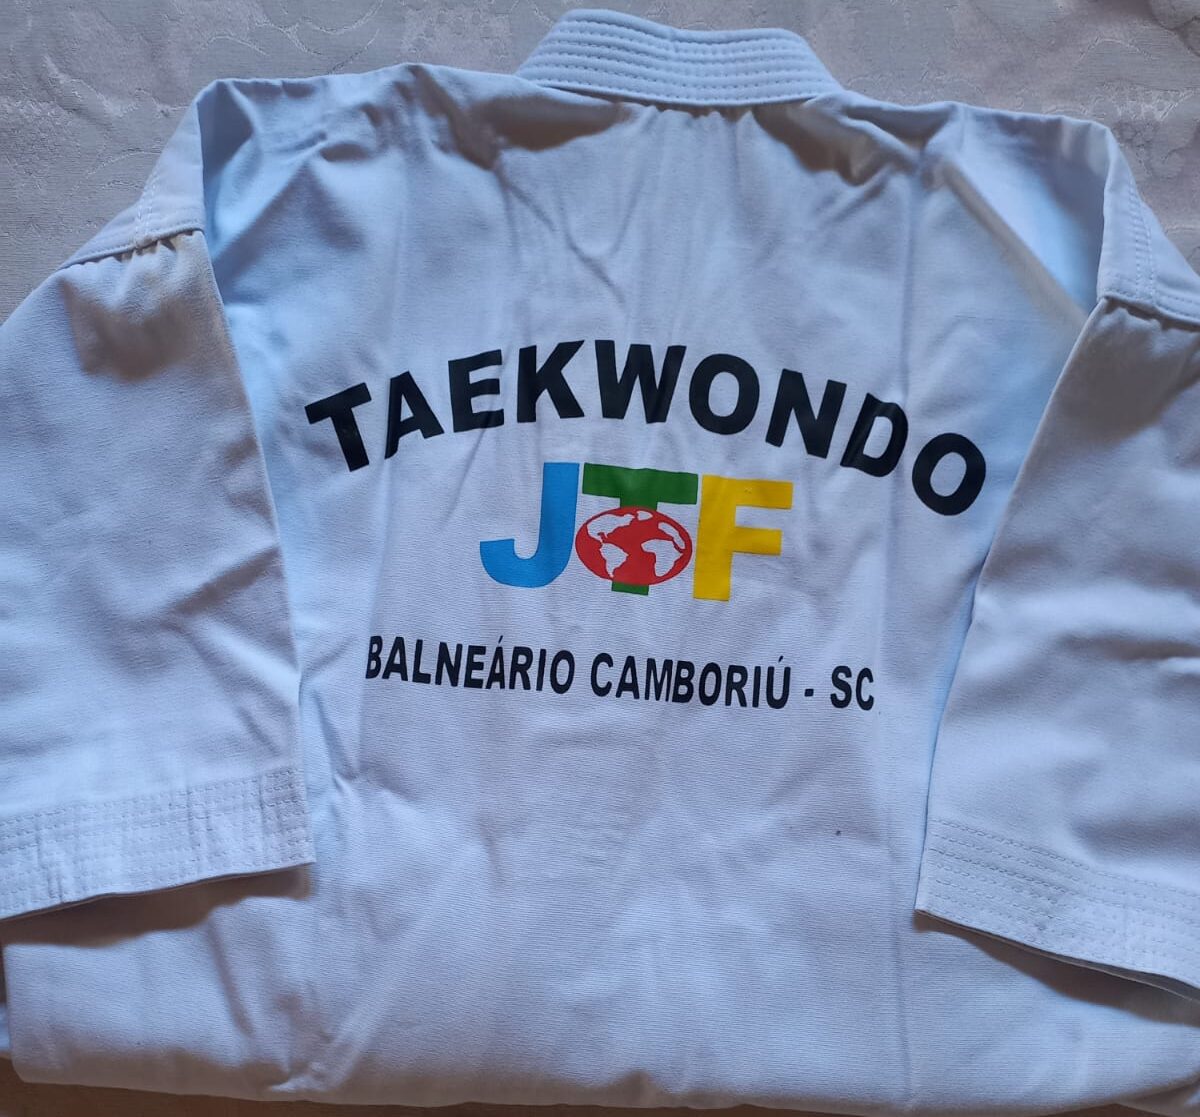 TAEKWONDO
JTF
BALNEÁRIO CAMBORIÚ - SC